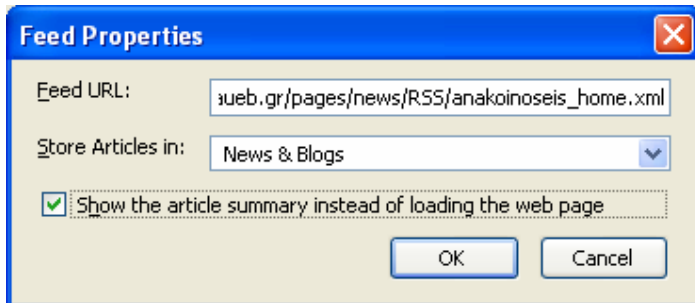 Feed Properties
Feed URL: aueb.gr/pages/news/RSS/anakoinoseis_home.xml
Store Articles in: News & Blogs
Show the article summary instead of loading the web page
OK Cancel